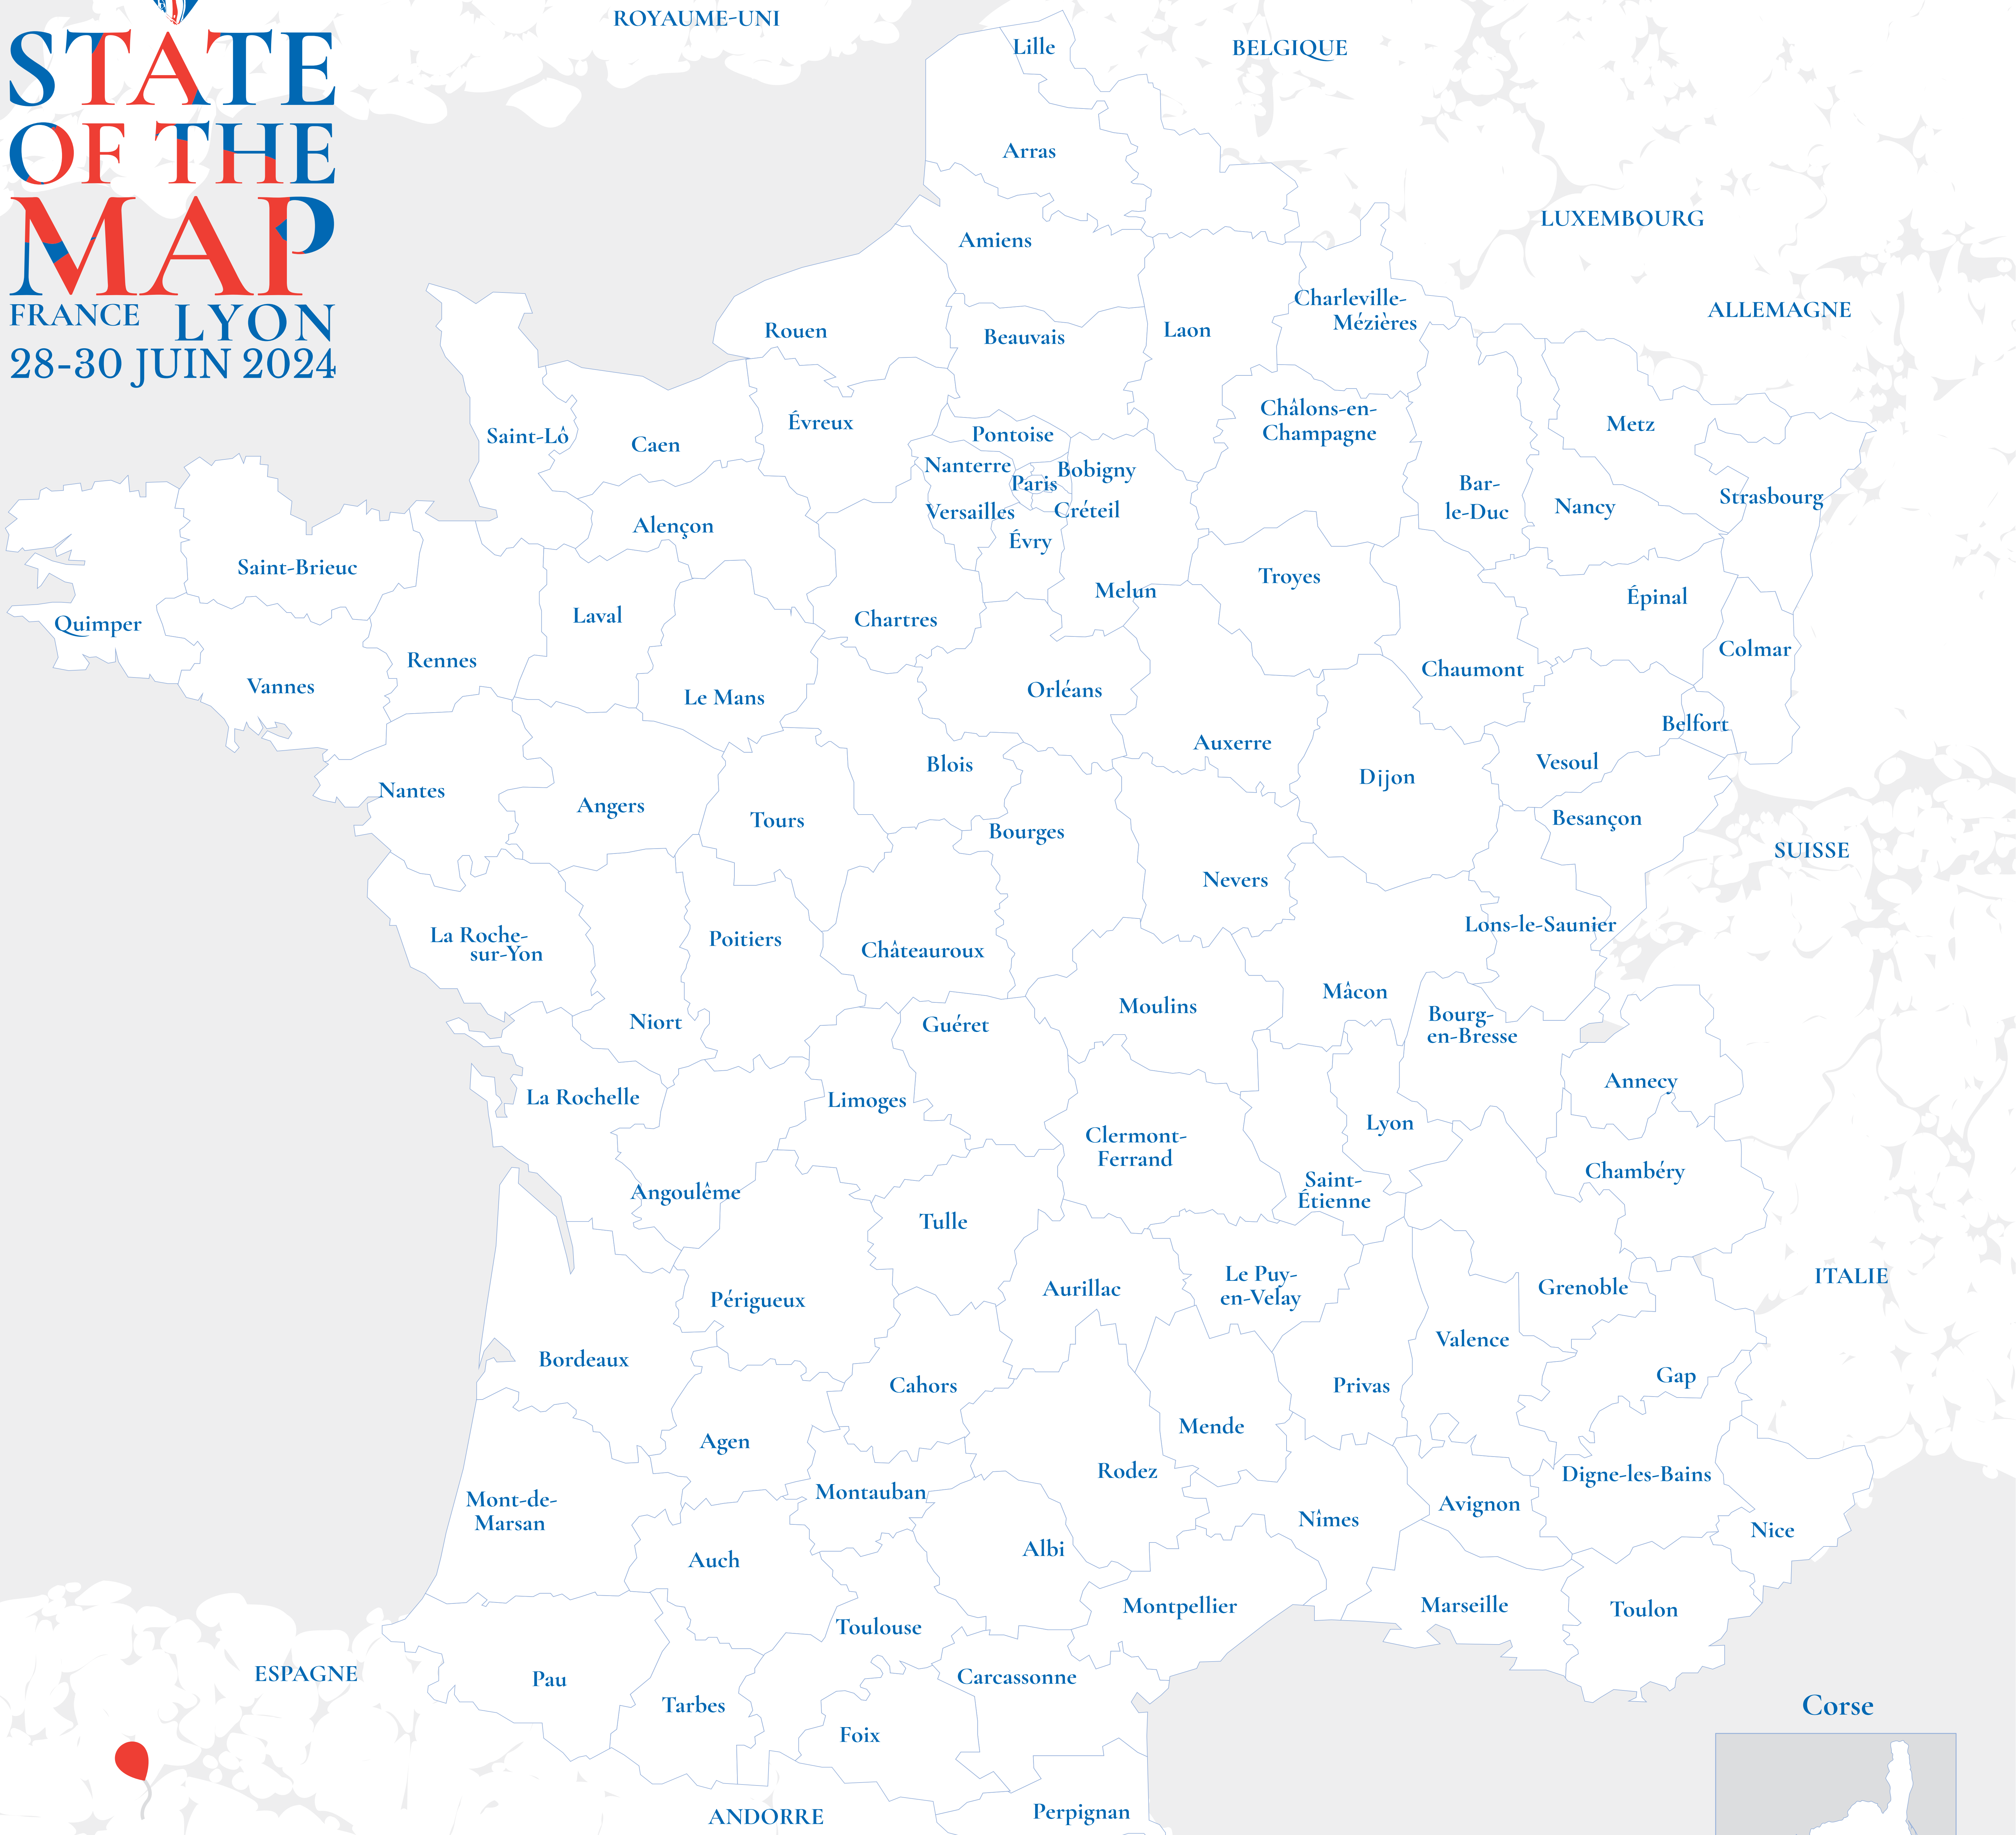 STATE
OF THE
MAP
FRANCE LYON
28-30 JUIN 2024
ROYAUME-UNI
BELGIQUE
LUXEMBOURG
ALLEMAGNE
SUISSE
ITALIE
ESPAGNE
ANDORRE
Corse
Lille
Arras
Amiens
Rouen
Beauvais
Laon
Charleville-
Mézières
Saint-Lô
Caen
Évreux
Pontoise
Nanterre
Paris
Bobigny
Versailles
Créteil
Évry
Melun
Châlons-en-
Champagne
Bar-
le-Duc
Metz
Nancy
Strasbourg
Alençon
Saint-Brieuc
Quimper
Vannes
Rennes
Laval
Le Mans
Chartres
Orléans
Troyes
Chaumont
Épinal
Colmar
Belfort
Vesoul
Nantes
Angers
Tours
Blois
Bourges
Auxerre
Dijon
Besançon
Nevers
Lons-le-Saunier
La Roche-
sur-Yon
Poitiers
Châteauroux
Niort
Guéret
Moulins
Mâcon
Bourg-
en-Bresse
Annecy
La Rochelle
Limoges
Clermont-
Ferrand
Lyon
Saint-
Étienne
Chambéry
Angoulême
Tulle
Périgueux
Aurillac
Le Puy-
en-Velay
Grenoble
Valence
Gap
Bordeaux
Cahors
Privas
Mende
Agen
Rodez
Montauban
Mont-de-
Marsan
Nîmes
Avignon
Digne-les-Bains
Nice
Auch
Albi
Montpellier
Marseille
Toulon
Toulouse
Pau
Tarbes
Carcassonne
Foix
Perpignan